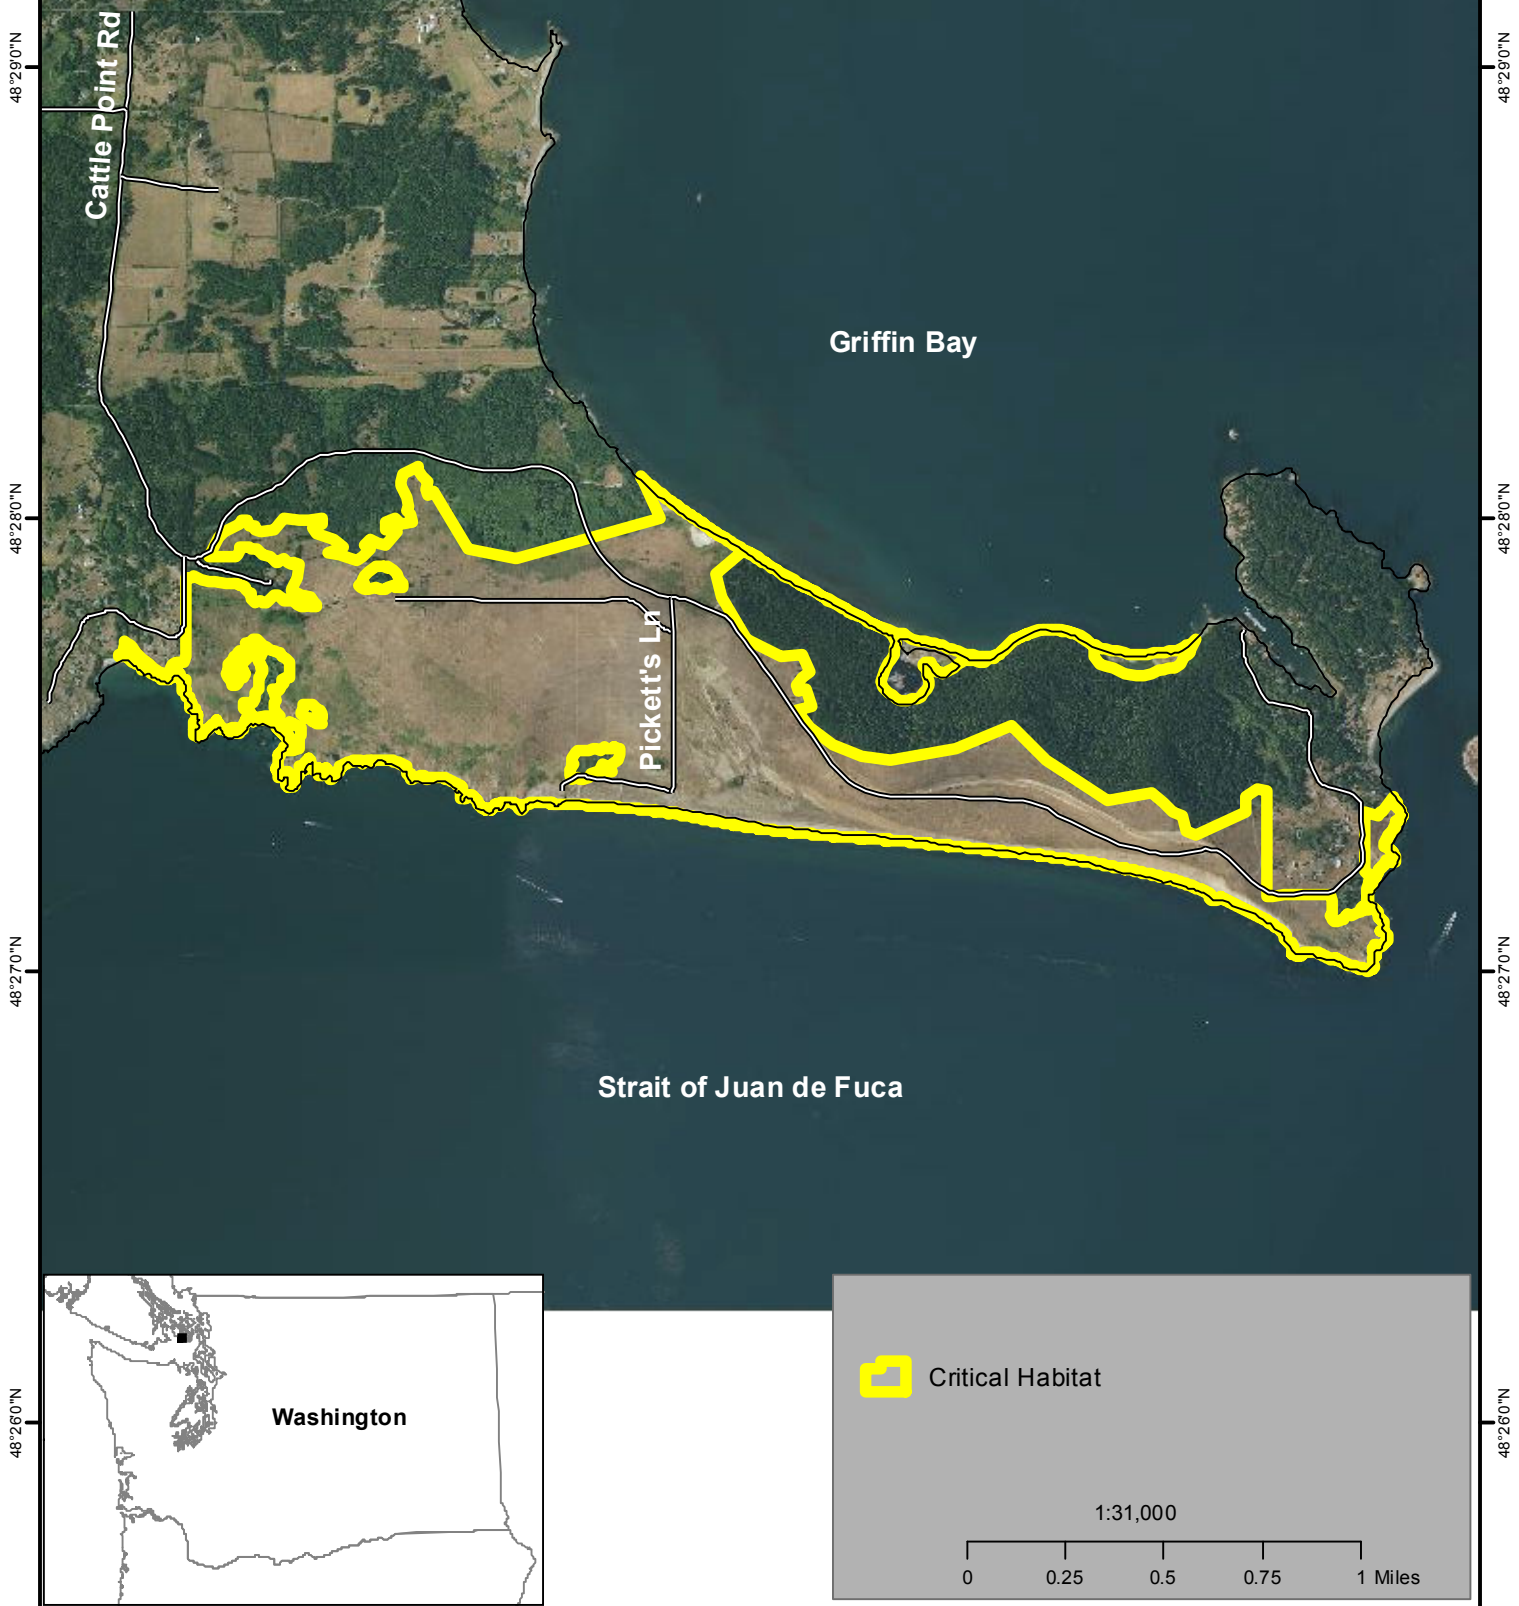 Cattle Point Rd
48°29'0"N
48°29'0"N
Griffin Bay
48°28'0"N
48°28'0"N
Pickett's Ln
48°27'0"N
48°27'0"N
Strait of Juan de Fuca
Washington
Critical Habitat
48°26'0"N
48°26'0"N
1:31,000
0 0.25 0.5 0.75 1 Miles